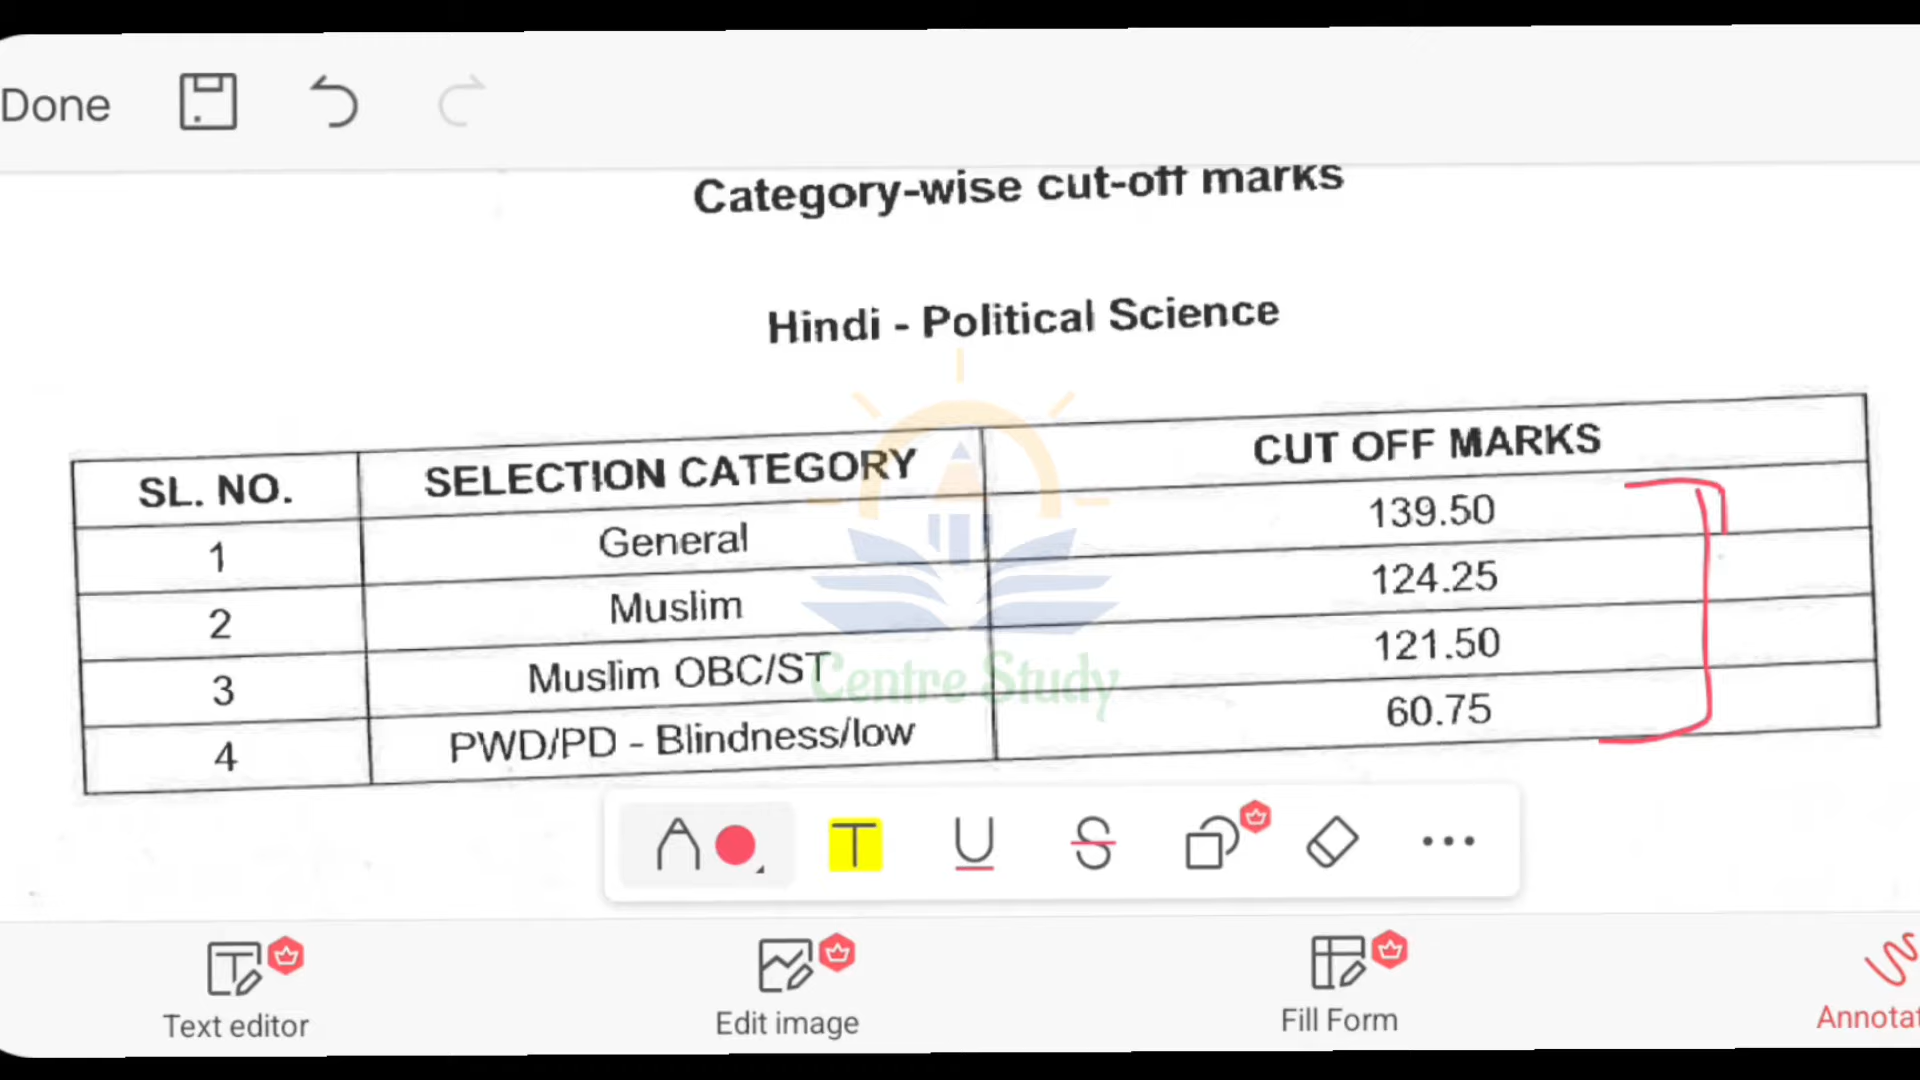 Done
Category-wise cut-off marks
Hindi - Political Science
SL. NO. SELECTION CATEGORY CUT OFF MARKS
1 General 139.50
2 Muslim 124.25
3 Muslim OBC/ST 121.50
4 PWD/PD - Blindness/low 60.75
Centre Study
Text editor Edit image Fill Form Annotat